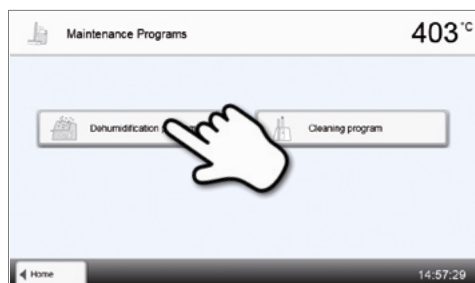 Maintenance Programs
403 °C
Dehumidification
Cleaning program
Home
14:57:29